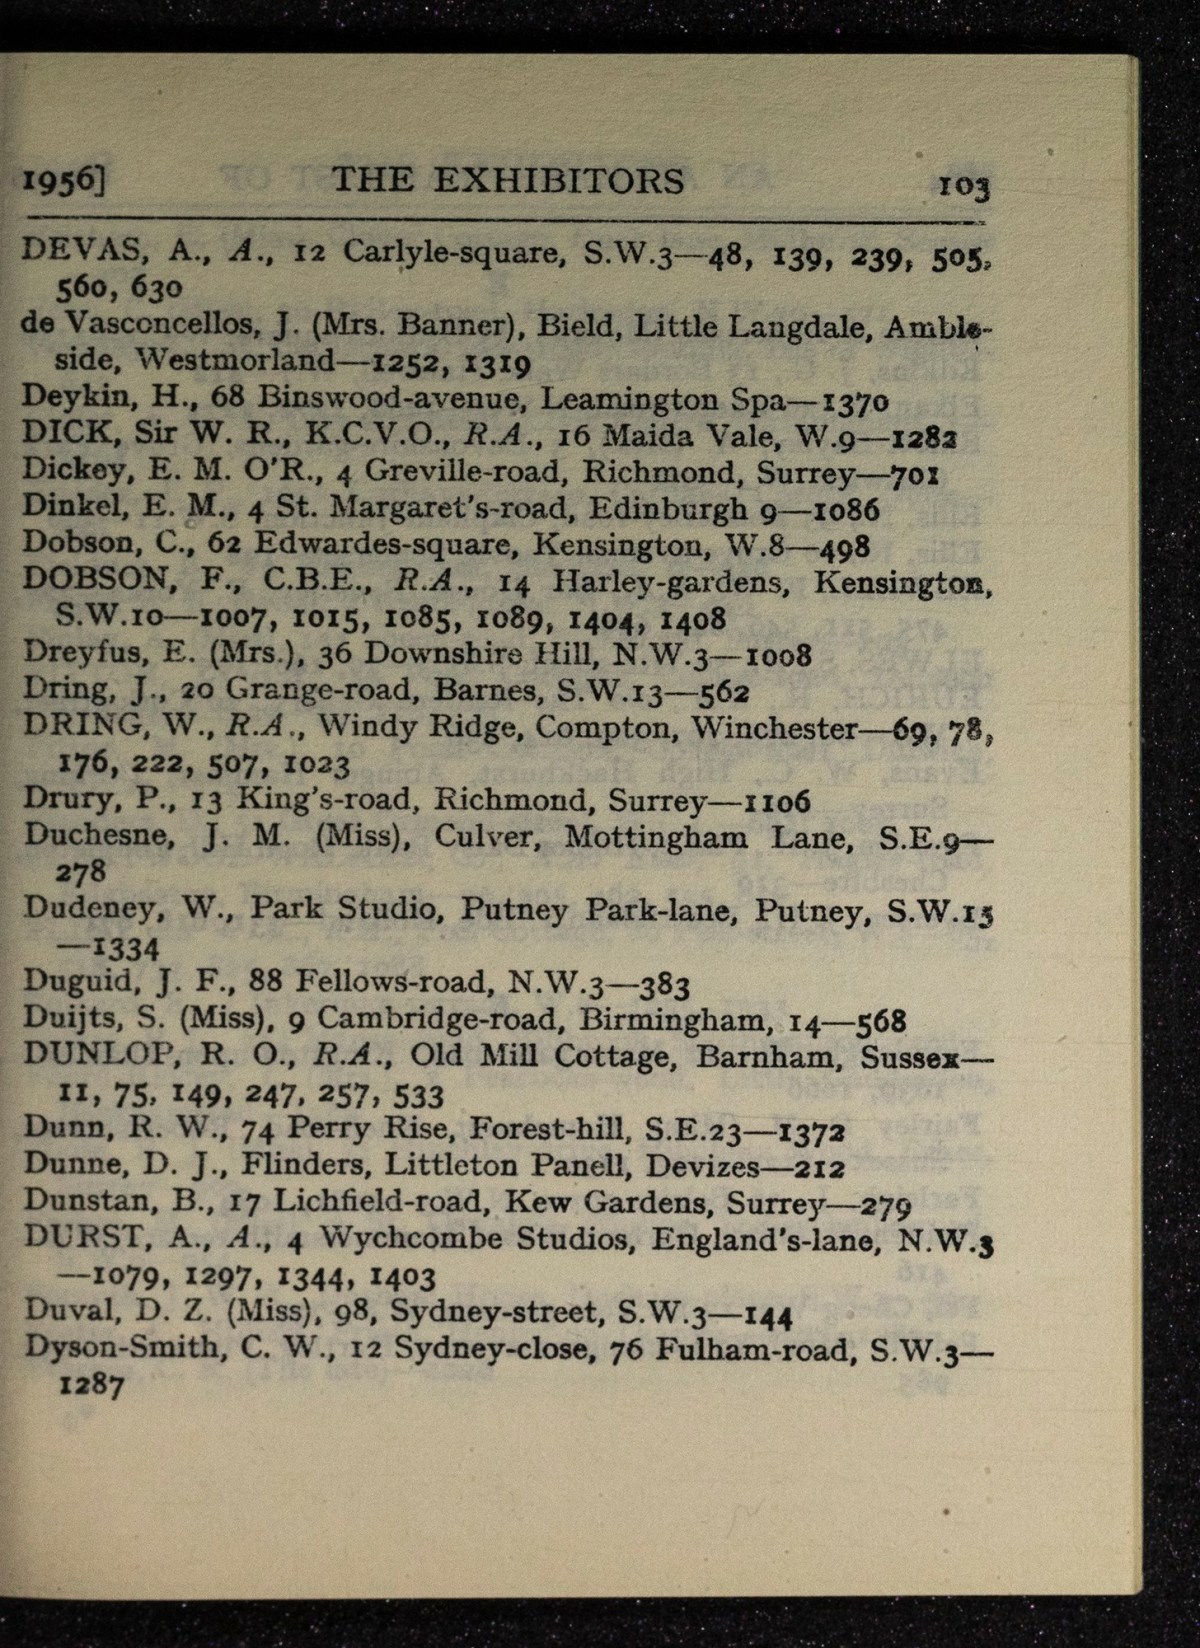 1956] THE EXHIBITORS 103
DEVAS, A., A., 12 Carlyle-square, S.W.3—48, 139, 239, 505,
560, 630
de Vasconcellos, J. (Mrs. Banner), Bield, Little Langdale, Amble-
side, Westmorland—1252, 1319
Deykin, H., 68 Binswood-avenue, Leamington Spa—1370
DICK, Sir W. R., K.C.V.O., R.A., 16 Maida Vale, W.9—1282
Dickey, E. M. O'R., 4 Greville-road, Richmond, Surrey—701
Dinkel, E. M., 4 St. Margaret's-road, Edinburgh 9—1086
Dobson, C., 62 Edwardes-square, Kensington, W.8—498
DOBSON, F., C.B.E., R.A., 14 Harley-gardens, Kensington,
S.W.10—1007, 1015, 1085, 1089, 1404, 1408
Dreyfus, E. (Mrs.), 36 Downshire Hill, N.W.3—1008
Dring, J., 20 Grange-road, Barnes, S.W.13—562
DRING, W., R.A., Windy Ridge, Compton, Winchester—69, 78,
176, 222, 507, 1023
Drury, P., 13 King's-road, Richmond, Surrey—1106
Duchesne, J. M. (Miss), Culver, Mottingham Lane, S.E.9—
278
Dudeney, W., Park Studio, Putney Park-lane, Putney, S.W.15
—1334
Duguid, J. F., 88 Fellows-road, N.W.3—383
Duijts, S. (Miss), 9 Cambridge-road, Birmingham, 14—568
DUNLOP, R. O., R.A., Old Mill Cottage, Barnham, Sussex—
11, 75, 149, 247, 257, 533
Dunn, R. W., 74 Perry Rise, Forest-hill, S.E.23—1372
Dunne, D. J., Flinders, Littleton Panell, Devizes—212
Dunstan, B., 17 Lichfield-road, Kew Gardens, Surrey—279
DURST, A., A., 4 Wychcombe Studios, England's-lane, N.W.3
—1079, 1297, 1344, 1403
Duval, D. Z. (Miss), 98, Sydney-street, S.W.3—144
Dyson-Smith, C. W., 12 Sydney-close, 76 Fulham-road, S.W.3—
1287